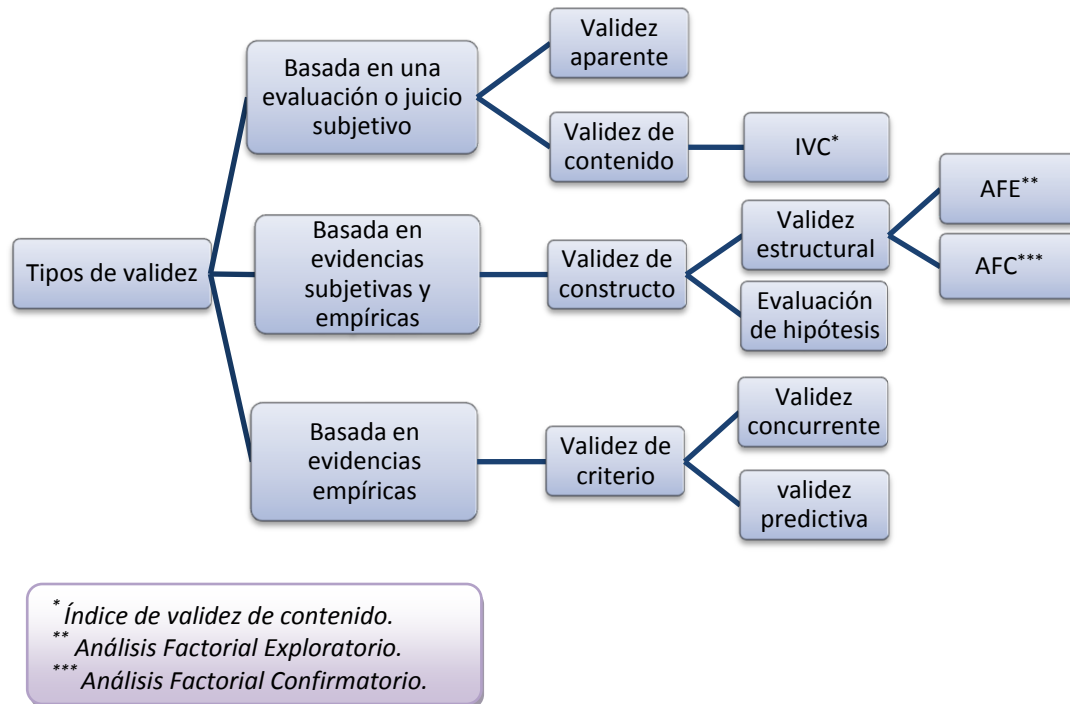 Tipos de validez
Basada en una
evaluación o juicio
subjetivo
Validez
aparente
Validez de
contenido
IVC*
Basada en
evidencias
subjetivas y
empíricas
Validez de
constructo
Validez
estructural
AFE**
AFC***
Evaluación
de hipótesis
Basada en
evidencias
empíricas
Validez de
criterio
Validez
concurrente
validez
predictiva
* Índice de validez de contenido.
** Análisis Factorial Exploratorio.
*** Análisis Factorial Confirmatorio.